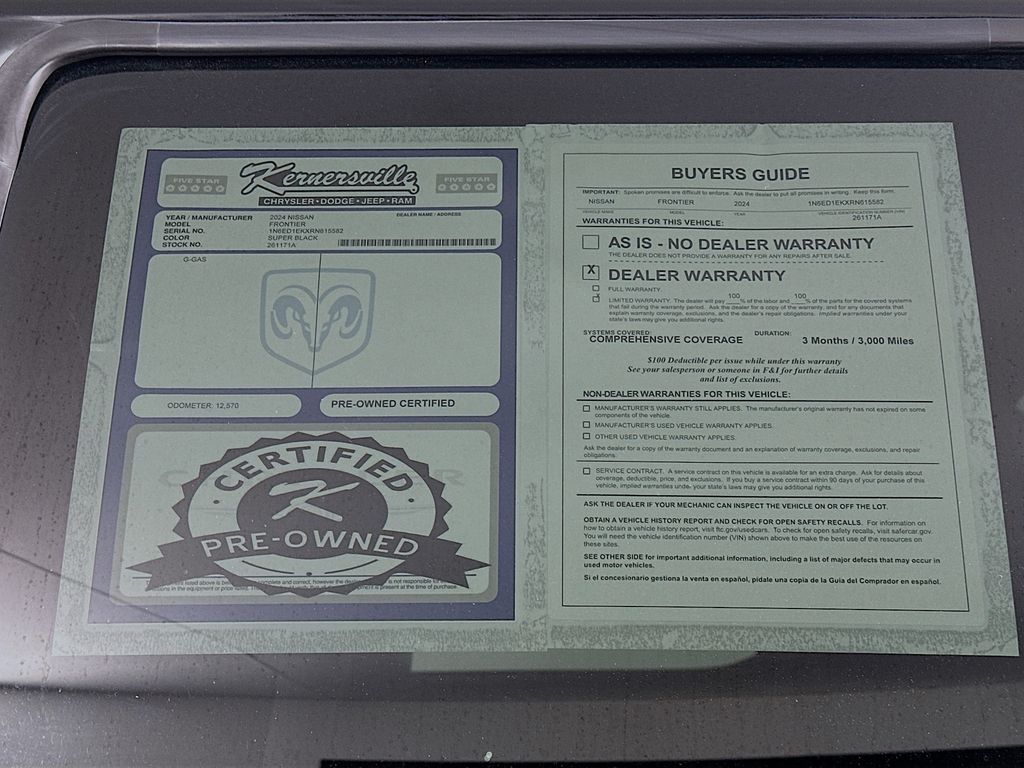 FIVE STAR
Kernersville
FIVE STAR
CHRYSLER • DODGE • JEEP • RAM
DEALER NAME / ADDRESS
YEAR / MANUFACTURER 2024 NISSAN
MODEL FRONTIER
SERIAL NO. 1N6ED1EKXRN615582
COLOR SUPER BLACK
STOCK NO. 261171A
G-GAS
ODOMETER: 12,570
PRE-OWNED CERTIFIED
CERTIFIED
K
PRE-OWNED
BUYERS GUIDE
IMPORTANT: Spoken promises are difficult to enforce. Ask the dealer to put all promises in writing. Keep this form.
NISSAN FRONTIER 2024 1N6ED1EKXRN615582
VEHICLE MAKE MODEL YEAR VEHICLE IDENTIFICATION NUMBER (VIN)
261171A
WARRANTIES FOR THIS VEHICLE:
AS IS - NO DEALER WARRANTY
THE DEALER DOES NOT PROVIDE A WARRANTY FOR ANY REPAIRS AFTER SALE.
X DEALER WARRANTY
FULL WARRANTY.
LIMITED WARRANTY. The dealer will pay 100 % of the labor and 100 % of the parts for the covered systems
that fail during the warranty period. Ask the dealer for a copy of the warranty, and for any documents that
explain warranty coverage, exclusions, and the dealer's repair obligations. Implied warranties under your
state's laws may give you additional rights.
SYSTEMS COVERED: DURATION:
COMPREHENSIVE COVERAGE 3 Months / 3,000 Miles
$100 Deductible per issue while under this warranty
See your salesperson or someone in F&I for further details
and list of exclusions.
NON-DEALER WARRANTIES FOR THIS VEHICLE:
MANUFACTURER'S WARRANTY STILL APPLIES. The manufacturer's original warranty has not expired on some
components of the vehicle.
MANUFACTURER'S USED VEHICLE WARRANTY APPLIES.
OTHER USED VEHICLE WARRANTY APPLIES.
Ask the dealer for a copy of the warranty document and an explanation of warranty coverage, exclusions, and repair
obligations.
SERVICE CONTRACT. A service contract on this vehicle is available for an extra charge. Ask for details about
coverage, deductible, price, and exclusions. If you buy a service contract within 90 days of your purchase of this
vehicle, implied warranties under your state's laws may give you additional rights.
ASK THE DEALER IF YOUR MECHANIC CAN INSPECT THE VEHICLE ON OR OFF THE LOT.
OBTAIN A VEHICLE HISTORY REPORT AND CHECK FOR OPEN SAFETY RECALLS. For information on
how to obtain a vehicle history report, visit ftc.gov/usedcars. To check for open safety recalls, visit safercar.gov.
You will need the vehicle identification number (VIN) shown above to make the best use of the resources on
these sites.
SEE OTHER SIDE for important additional information, including a list of major defects that may occur in
used motor vehicles.
Si el concesionario gestiona la venta en español, pídale una copia de la Guía del Comprador en español.